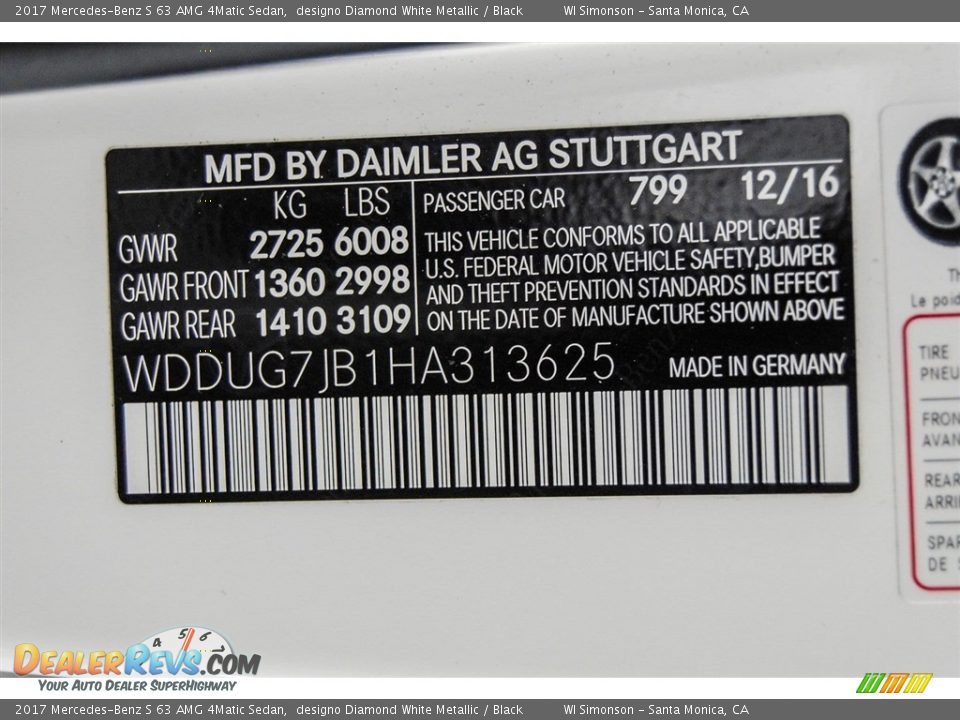 2017 Mercedes-Benz S 63 AMG 4Matic Sedan, designo Diamond White Metallic / Black WI Simonson - Santa Monica, CA
MFD BY DAIMLER AG STUTTGART
KG LBS
GVWR 2725 6008
GAWR FRONT 1360 2998
GAWR REAR 1410 3109
PASSENGER CAR 799 12/16
THIS VEHICLE CONFORMS TO ALL APPLICABLE
U.S. FEDERAL MOTOR VEHICLE SAFETY, BUMPER
AND THEFT PREVENTION STANDARDS IN EFFECT
ON THE DATE OF MANUFACTURE SHOWN ABOVE
WDDUG7JB1HA313625 MADE IN GERMANY
Le poid
TIRE
PNEU
FRON
AVAN
REAR
ARRI
SPAR
DE
4 5 6
DEALERREVS.COM
YOUR AUTO DEALER SUPERHIGHWAY
2017 Mercedes-Benz S 63 AMG 4Matic Sedan, designo Diamond White Metallic / Black WI Simonson - Santa Monica, CA